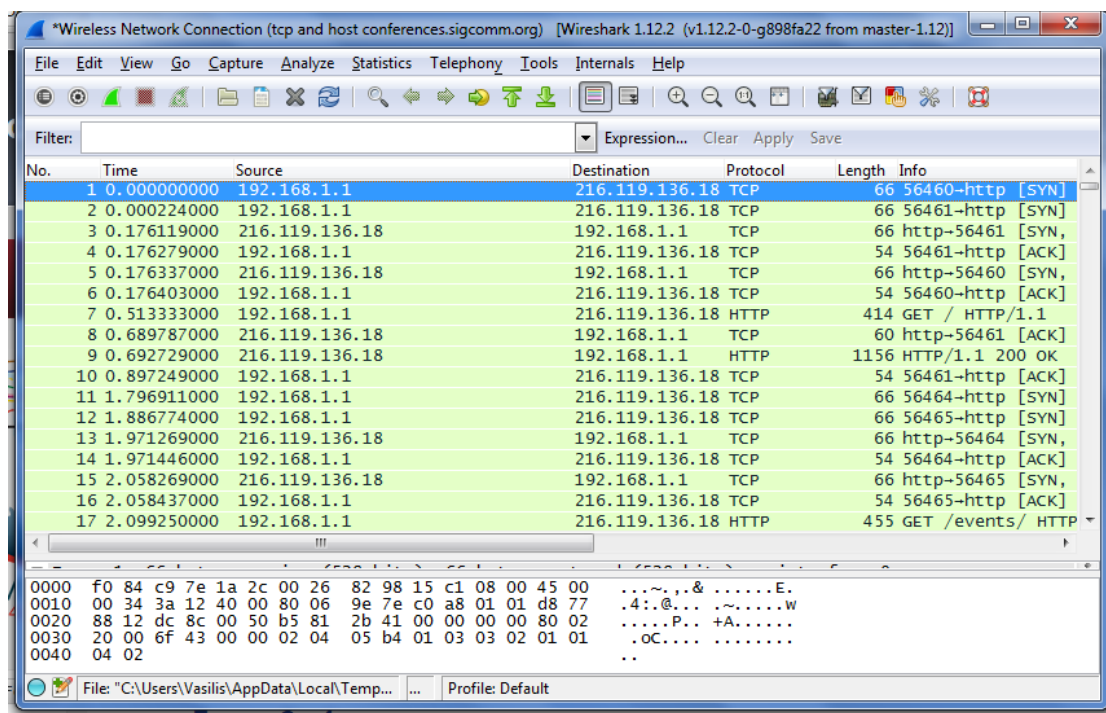 *Wireless Network Connection (tcp and host conferences.sigcomm.org) [Wireshark 1.12.2 (v1.12.2-0-g898fa22 from master-1.12)]
File Edit View Go Capture Analyze Statistics Telephony Tools Internals Help
Filter: Expression... Clear Apply Save
No. Time Source Destination Protocol Length Info
1 0.000000000 192.168.1.1 216.119.136.18 TCP 66 56460→http [SYN]
2 0.000224000 192.168.1.1 216.119.136.18 TCP 66 56461→http [SYN]
3 0.176119000 216.119.136.18 192.168.1.1 TCP 66 http→56461 [SYN,
4 0.176279000 192.168.1.1 216.119.136.18 TCP 54 56461→http [ACK]
5 0.176337000 216.119.136.18 192.168.1.1 TCP 66 http→56460 [SYN,
6 0.176403000 192.168.1.1 216.119.136.18 TCP 54 56460→http [ACK]
7 0.513333000 192.168.1.1 216.119.136.18 HTTP 414 GET / HTTP/1.1
8 0.689787000 216.119.136.18 192.168.1.1 TCP 60 http→56461 [ACK]
9 0.692729000 216.119.136.18 192.168.1.1 HTTP 1156 HTTP/1.1 200 OK
10 0.897249000 192.168.1.1 216.119.136.18 TCP 54 56461→http [ACK]
11 1.796911000 192.168.1.1 216.119.136.18 TCP 66 56464→http [SYN]
12 1.886774000 192.168.1.1 216.119.136.18 TCP 66 56465→http [SYN]
13 1.971269000 216.119.136.18 192.168.1.1 TCP 66 http→56464 [SYN,
14 1.971446000 192.168.1.1 216.119.136.18 TCP 54 56464→http [ACK]
15 2.058269000 216.119.136.18 192.168.1.1 TCP 66 http→56465 [SYN,
16 2.058437000 192.168.1.1 216.119.136.18 TCP 54 56465→http [ACK]
17 2.099250000 192.168.1.1 216.119.136.18 HTTP 455 GET /events/ HTTP
0000 f0 84 c9 7e 1a 2c 00 26 82 98 15 c1 08 00 45 00 ...~.,.& ......E.
0010 00 34 3a 12 40 00 80 06 9e 7e c0 a8 01 01 d8 77 .4:.@... .~.....w
0020 88 12 dc 8c 00 50 b5 81 2b 41 00 00 00 00 80 02 .....P.. +A......
0030 20 00 6f 43 00 00 02 04 05 b4 01 03 03 02 01 01 .oC.... ........
0040 04 02 ..
File: "C:\Users\Vasilis\AppData\Local\Temp... ... Profile: Default